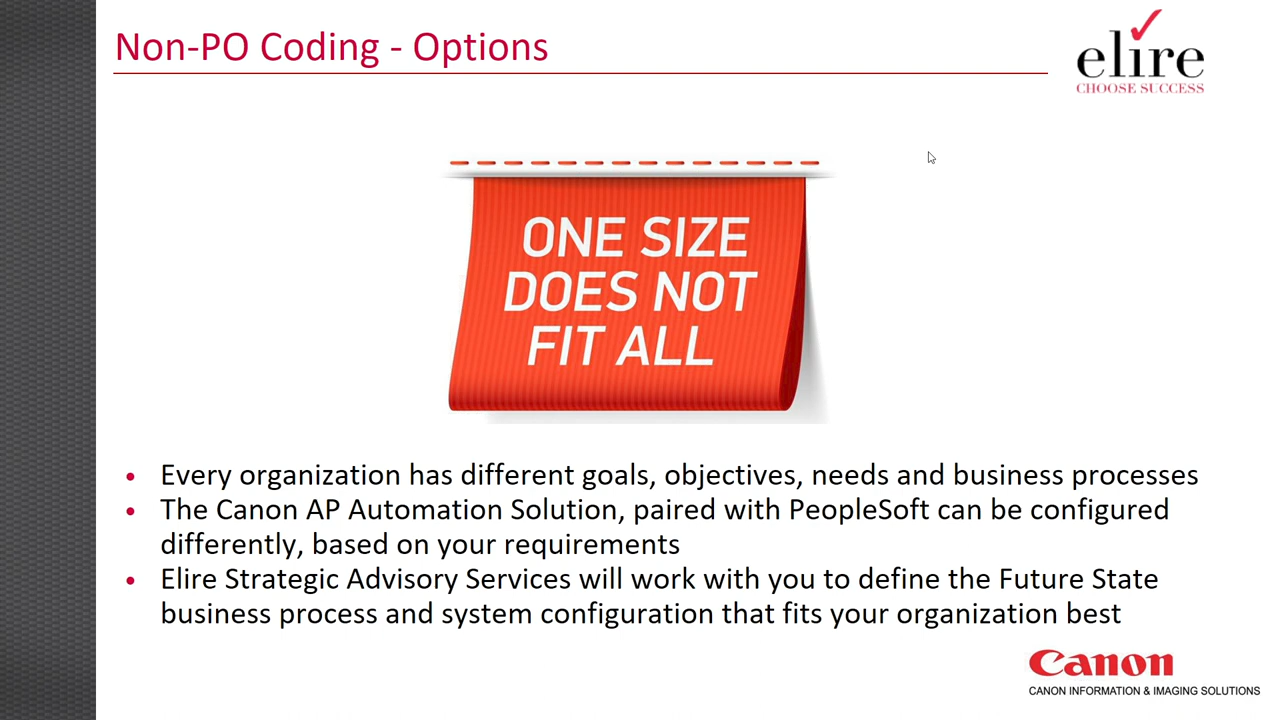 Non-PO Coding - Options
elire
CHOOSE SUCCESS
ONE SIZE
DOES NOT
FIT ALL
• Every organization has different goals, objectives, needs and business processes
• The Canon AP Automation Solution, paired with PeopleSoft can be configured
differently, based on your requirements
• Elire Strategic Advisory Services will work with you to define the Future State
business process and system configuration that fits your organization best
Canon
CANON INFORMATION & IMAGING SOLUTIONS